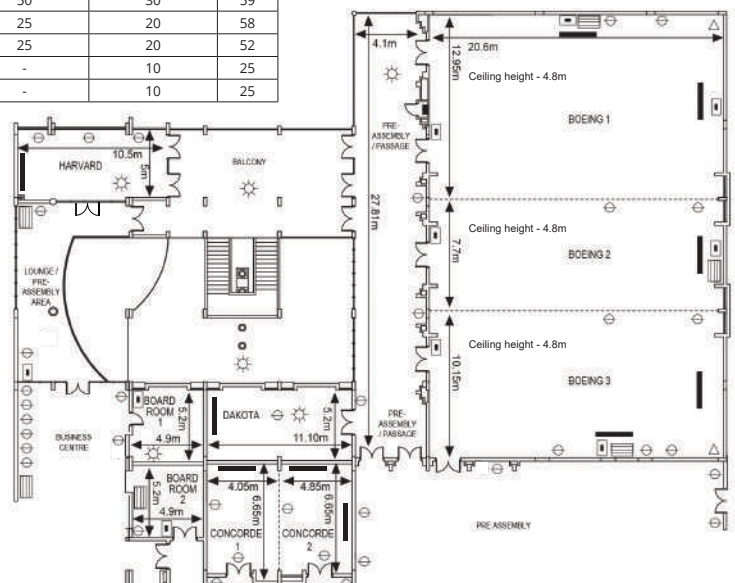 50 30 59
25 20 58
25 20 52
- 10 25
- 10 25
4.1m
20.6m
12.95m
Ceiling height - 4.8m
BOEING 1
PRE-
ASSEMBLY
/ PASSAGE
10.5m
HARVARD
5m
BALCONY
27.81m
Ceiling height - 4.8m
7.7m
BOEING 2
LOUNGE /
PRE-
ASSEMBLY
AREA
Ceiling height - 4.8m
10.15m
BOEING 3
BOARD
ROOM
1
5.2m
4.9m
DAKOTA
5.2m
11.10m
PRE-
ASSEMBLY
/ PASSAGE
BUSINESS
CENTRE
BOARD
ROOM
2
5.2m
4.9m
4.05m
4.85m
6.65m
6.65m
CONCORDE
1
CONCORDE
2
PRE ASSEMBLY